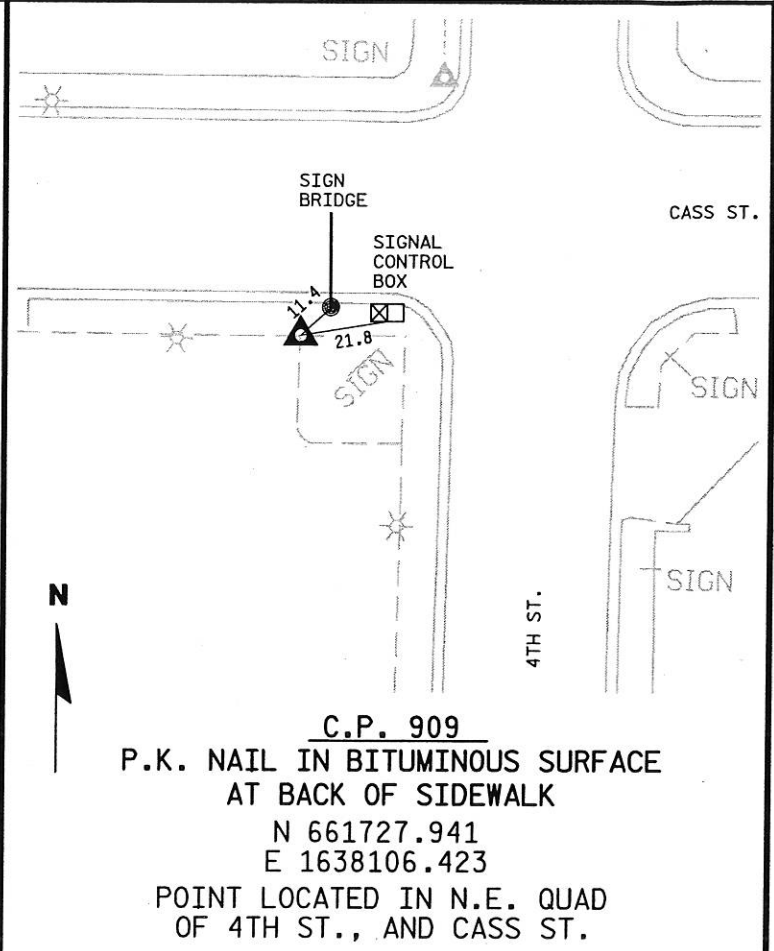 SIGN
SIGN
BRIDGE
CASS ST.
SIGNAL
CONTROL
BOX
11.4
21.8
SIGN
SIGN
SIGN
N
4TH ST.
C.P. 909
P.K. NAIL IN BITUMINOUS SURFACE
AT BACK OF SIDEWALK
N 661727.941
E 1638106.423
POINT LOCATED IN N.E. QUAD
OF 4TH ST., AND CASS ST.